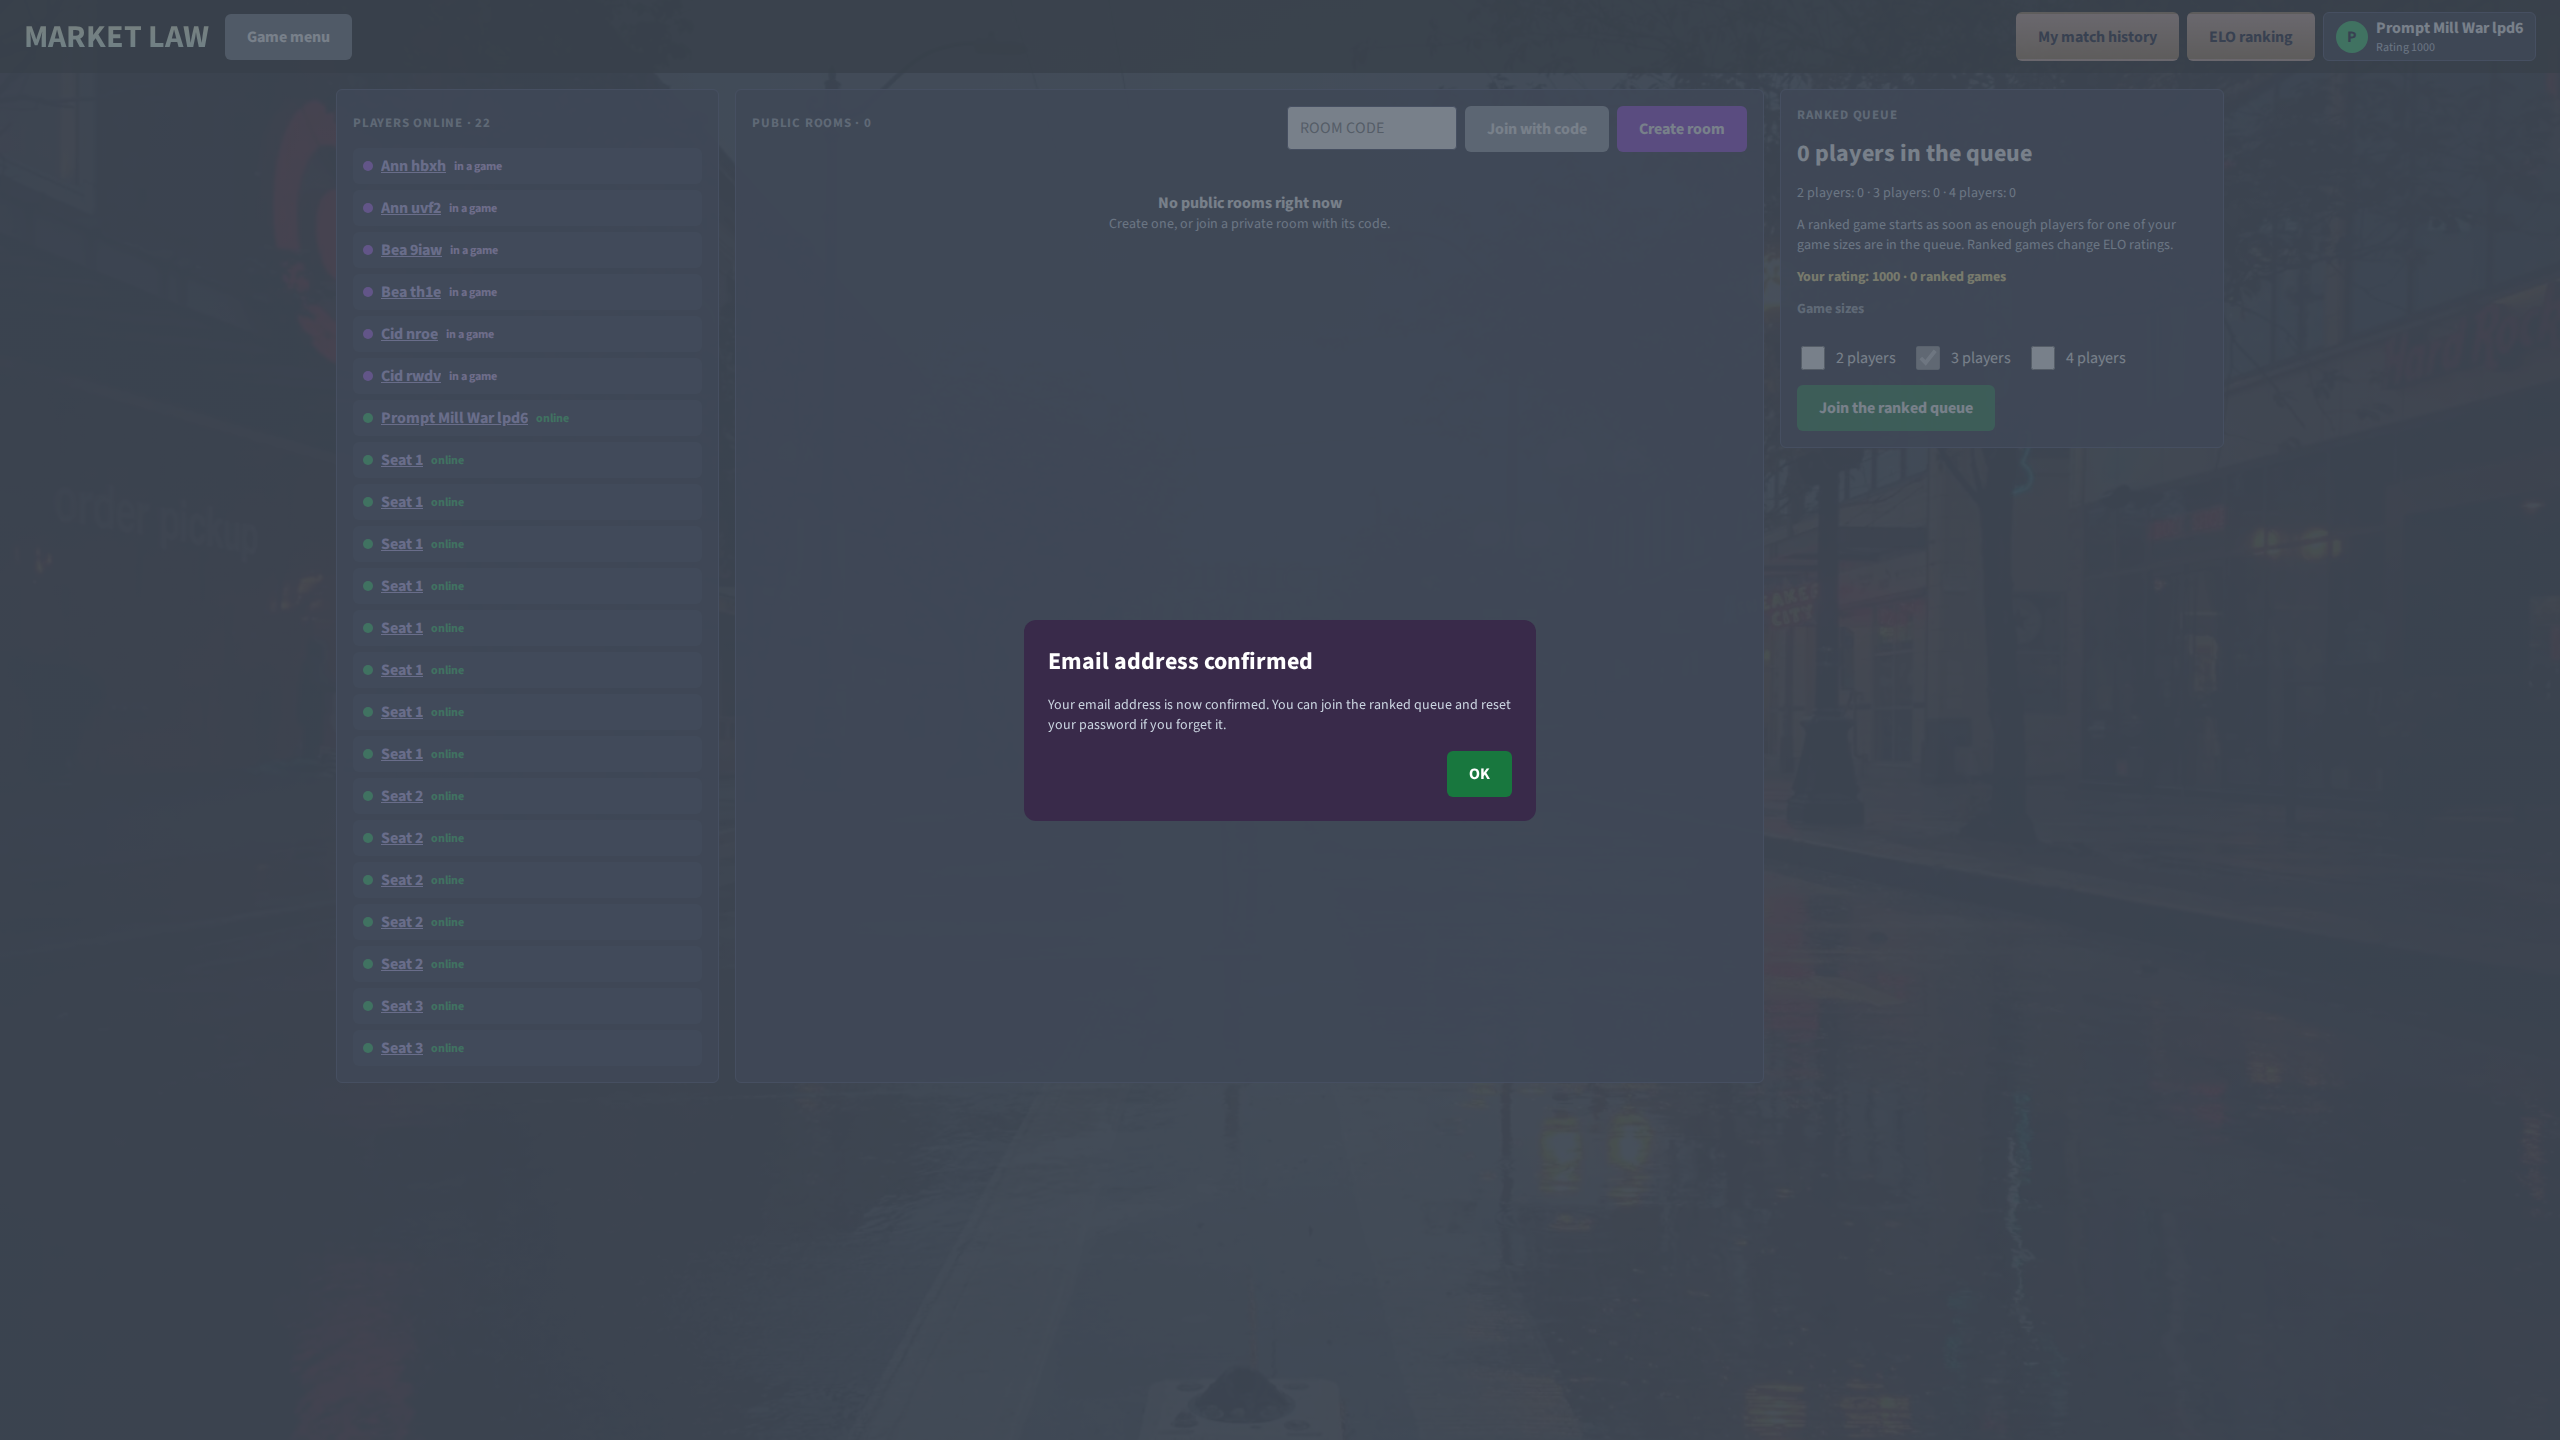 MARKET LAW
Game menu
My match history
ELO ranking
P
Prompt Mill War lpd6
Rating 1000
PLAYERS ONLINE · 22
Ann hbxh in a game
Ann uvf2 in a game
Bea 9iaw in a game
Bea th1e in a game
Cid nroe in a game
Cid rwdv in a game
Prompt Mill War lpd6 online
Seat 1 online
Seat 1 online
Seat 1 online
Seat 1 online
Seat 1 online
Seat 1 online
Seat 1 online
Seat 1 online
Seat 2 online
Seat 2 online
Seat 2 online
Seat 2 online
Seat 2 online
Seat 3 online
Seat 3 online
PUBLIC ROOMS · 0
ROOM CODE
Join with code
Create room
No public rooms right now
Create one, or join a private room with its code.
RANKED QUEUE
0 players in the queue
2 players: 0 · 3 players: 0 · 4 players: 0
A ranked game starts as soon as enough players for one of your
game sizes are in the queue. Ranked games change ELO ratings.
Your rating: 1000 · 0 ranked games
Game sizes
2 players
3 players
4 players
Join the ranked queue
Email address confirmed
Your email address is now confirmed. You can join the ranked queue and reset
your password if you forget it.
OK
order pickup